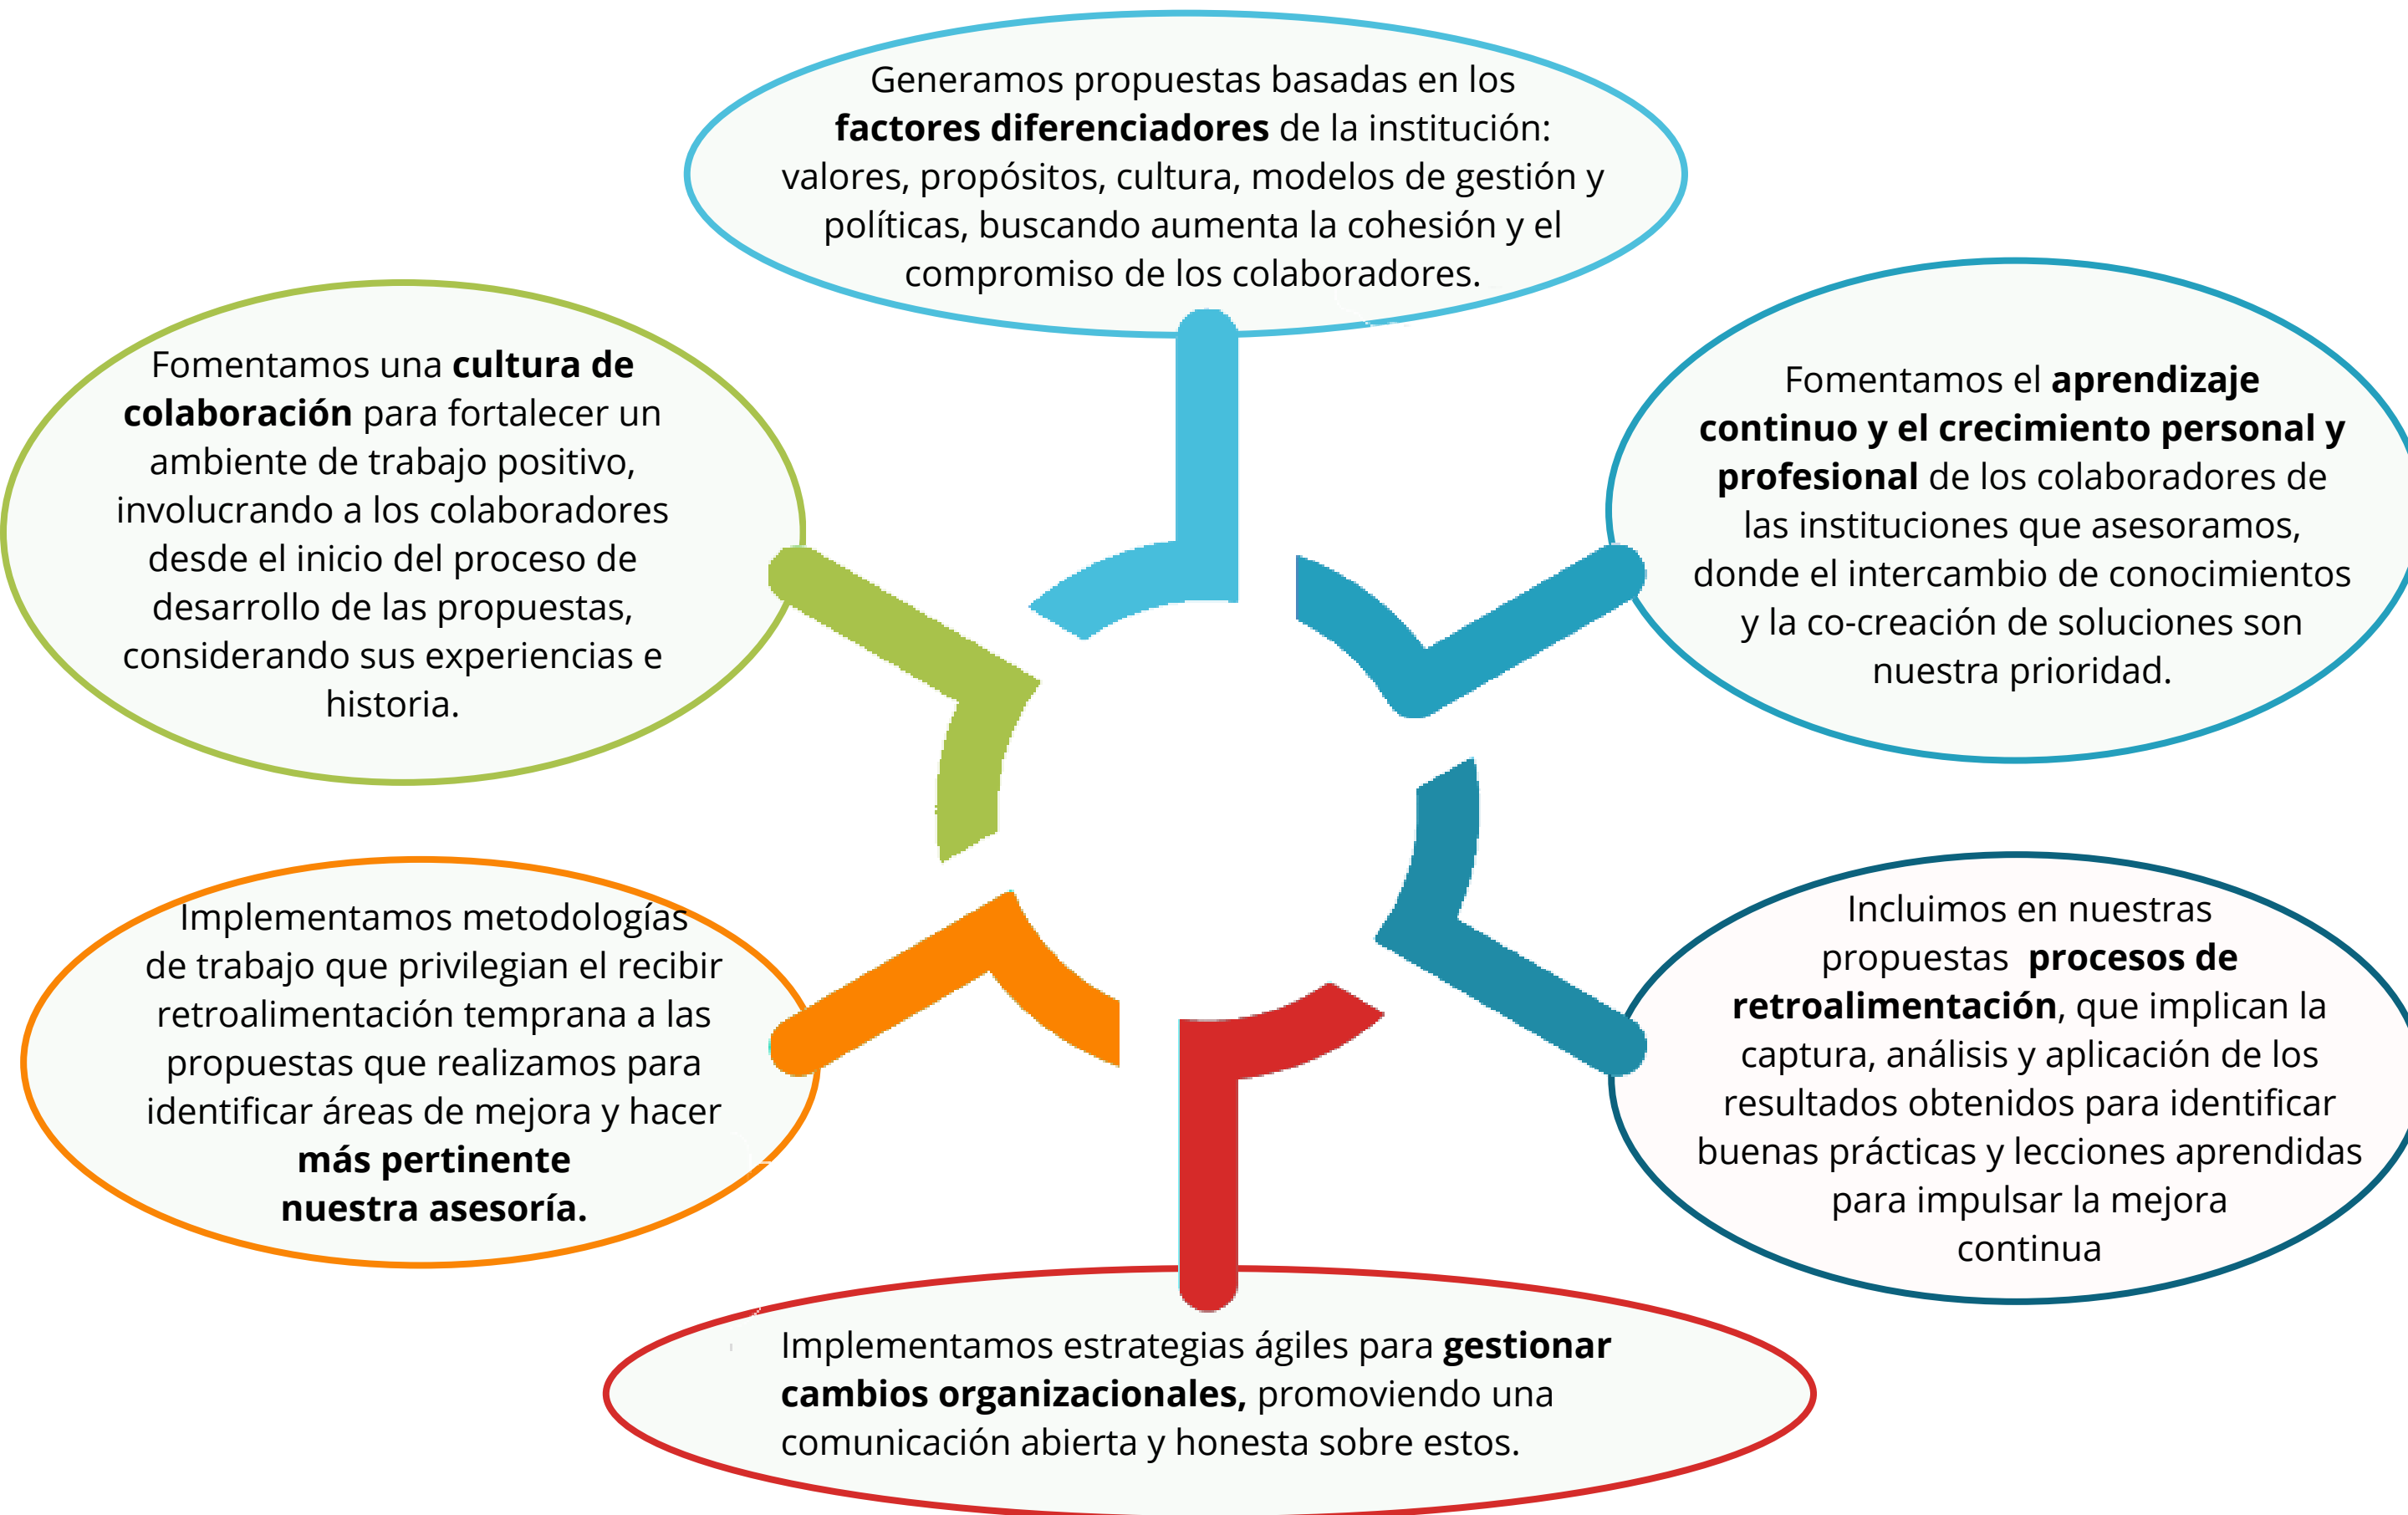 Generamos propuestas basadas en los
factores diferenciadores de la institución:
valores, propósitos, cultura, modelos de gestión y
políticas, buscando aumenta la cohesión y el
compromiso de los colaboradores.
Fomentamos una cultura de
colaboración para fortalecer un
ambiente de trabajo positivo,
involucrando a los colaboradores
desde el inicio del proceso de
desarrollo de las propuestas,
considerando sus experiencias e
historia.
Fomentamos el aprendizaje
continuo y el crecimiento personal y
profesional de los colaboradores de
las instituciones que asesoramos,
donde el intercambio de conocimientos
y la co-creación de soluciones son
nuestra prioridad.
Implementamos metodologías
de trabajo que privilegian el recibir
retroalimentación temprana a las
propuestas que realizamos para
identificar áreas de mejora y hacer
más pertinente
nuestra asesoría.
Incluimos en nuestras
propuestas  procesos de
retroalimentación, que implican la
captura, análisis y aplicación de los
resultados obtenidos para identificar
buenas prácticas y lecciones aprendidas
para impulsar la mejora
continua
Implementamos estrategias ágiles para gestionar
cambios organizacionales, promoviendo una
comunicación abierta y honesta sobre estos.